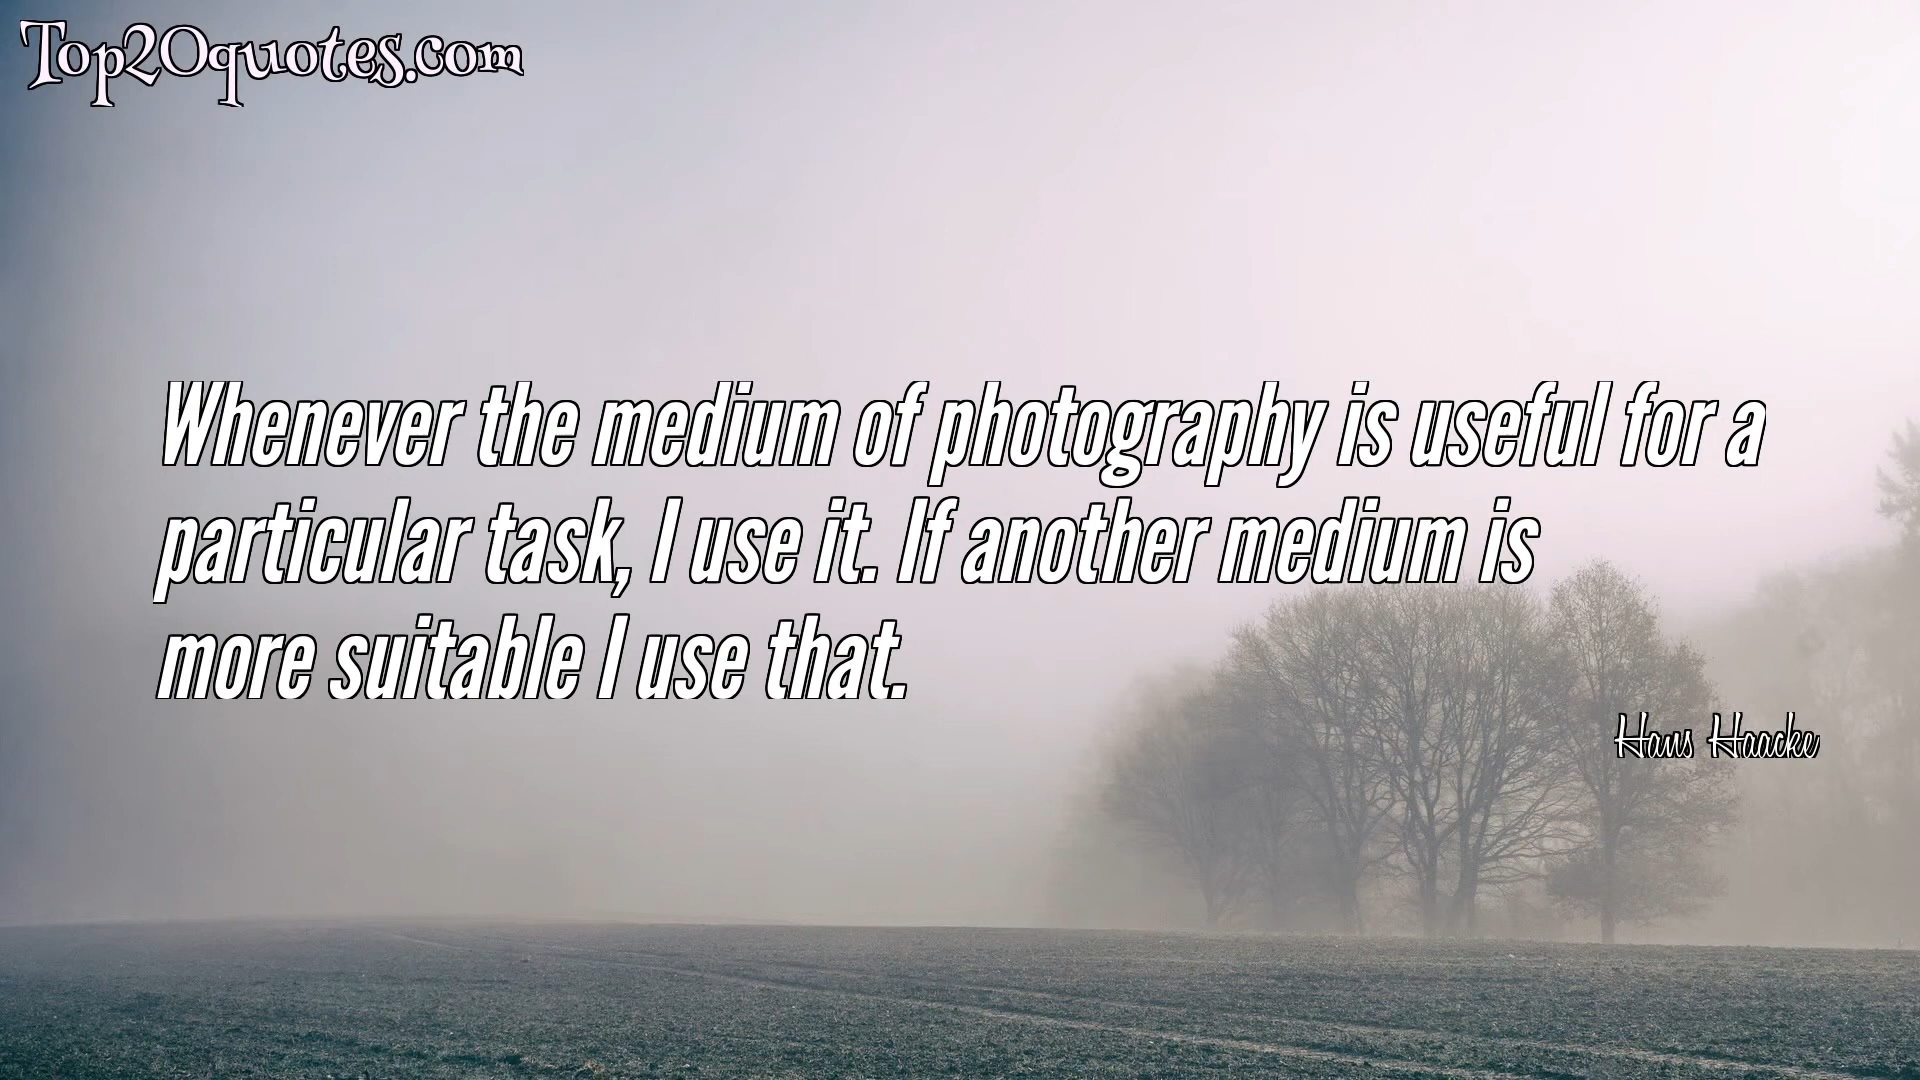 Top20quotes.com
Whenever the medium of photography is useful for a
particular task, I use it. If another medium is
more suitable I use that.
Hans Haacke